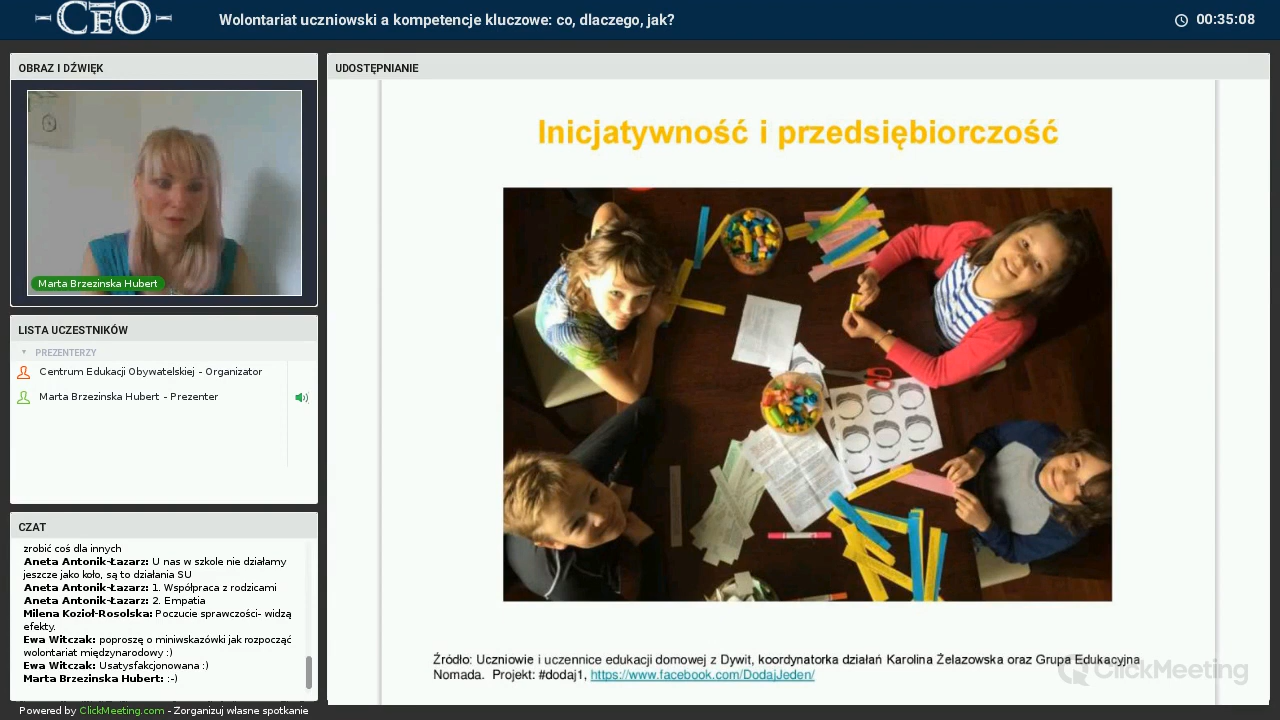 CEO
Wolontariat uczniowski a kompetencje kluczowe: co, dlaczego, jak?
00:35:08
OBRAZ I DŹWIĘK
Marta Brzezinska Hubert
LISTA UCZESTNIKÓW
PREZENTERZY
Centrum Edukacji Obywatelskiej - Organizator
Marta Brzezinska Hubert - Prezenter
CZAT
zrobić coś dla innych
Aneta Antonik-Łazarz: U nas w szkole nie działamy
jeszcze jako koło, są to działania SU
Aneta Antonik-Łazarz: 1. Współpraca z rodzicami
Aneta Antonik-Łazarz: 2. Empatia
Milena Kozioł-Rosolska: Poczucie sprawczości- widzą
efekty.
Ewa Witczak: poproszę o miniwskazówki jak rozpocząć
wolontariat międzynarodowy :)
Ewa Witczak: Usatysfakcjonowana :)
Marta Brzezinska Hubert: :-)
Powered by ClickMeeting.com - Zorganizuj własne spotkanie
UDOSTĘPNIANIE
Inicjatywność i przedsiębiorczość
Źródło: Uczniowie i uczennice edukacji domowej z Dywit, koordynatorka działań Karolina Żelazowska oraz Grupa Edukacyjna
Nomada. Projekt: #dodaj1, https://www.facebook.com/DodajJeden/
ClickMeeting